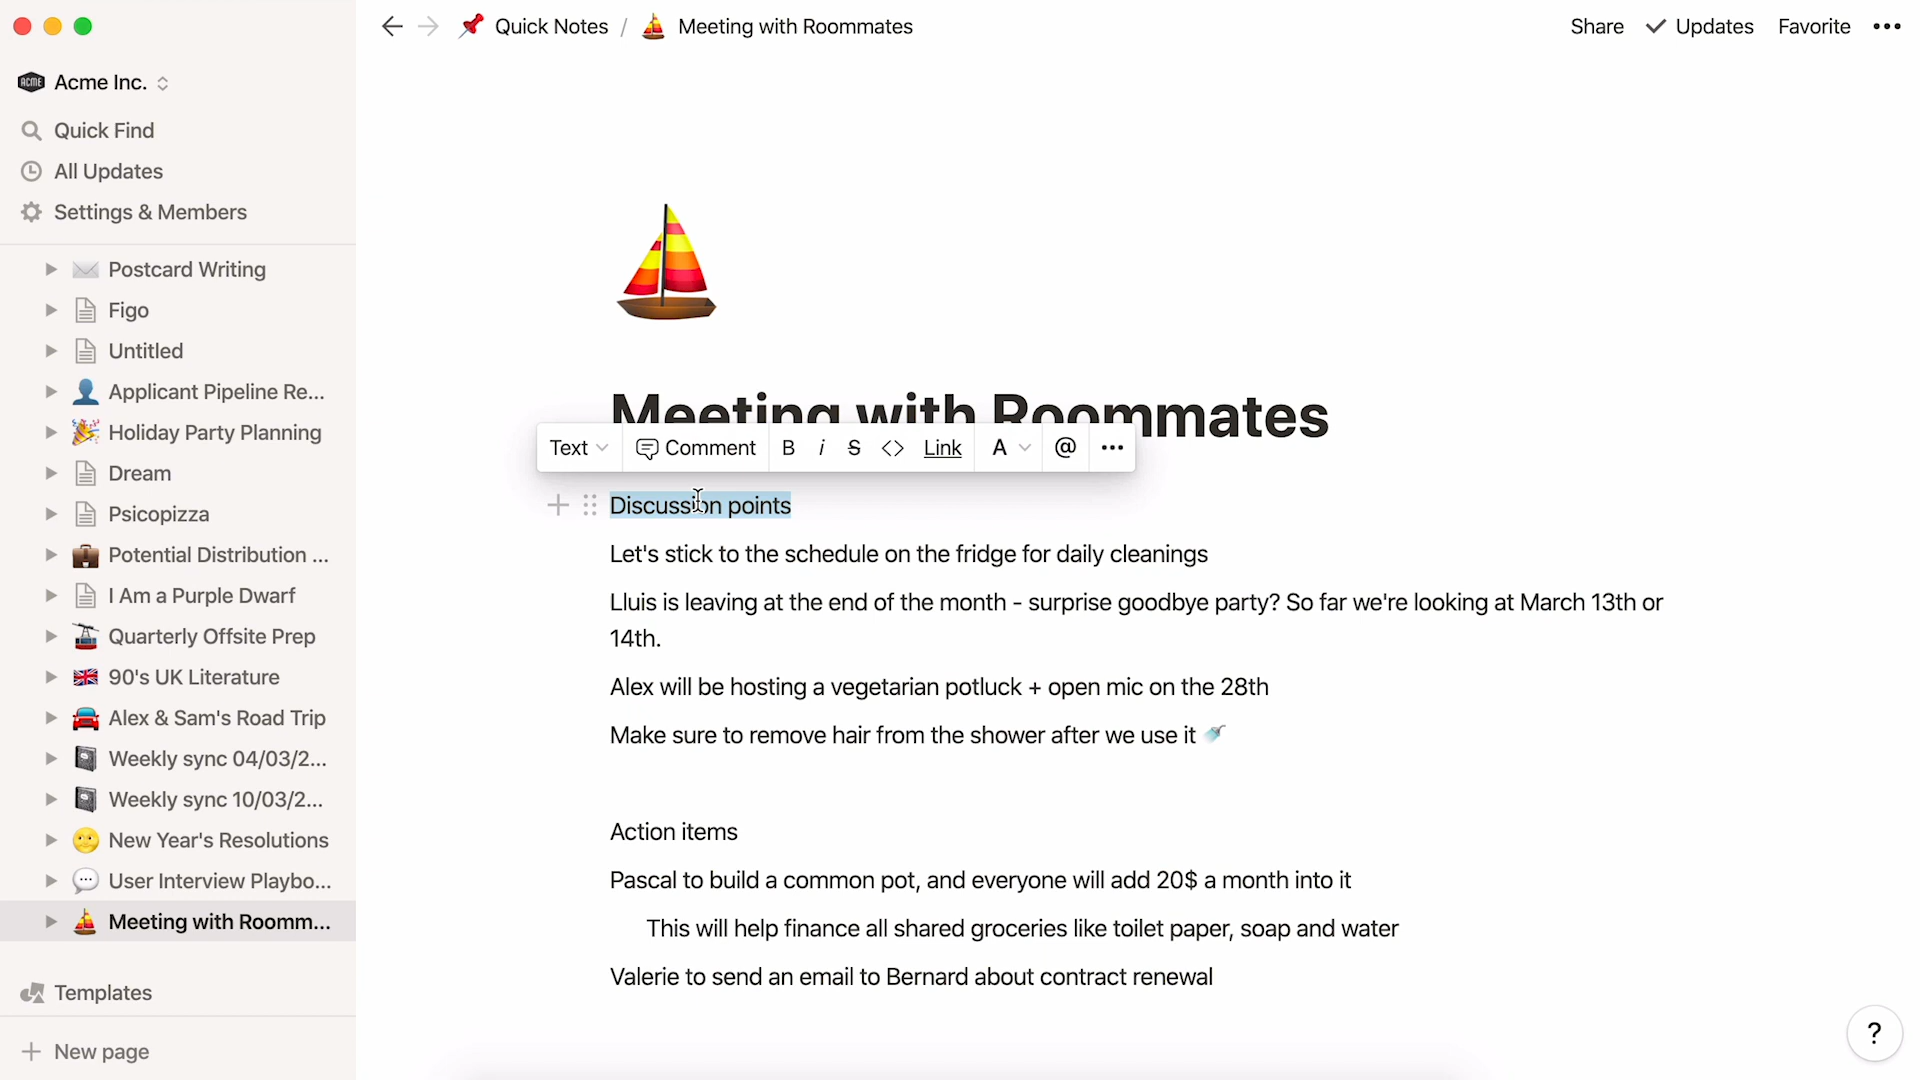 Quick Notes / Meeting with Roommates
Share Updates Favorite
ACME Acme Inc.
Quick Find
All Updates
Settings & Members
Postcard Writing
Figo
Untitled
Applicant Pipeline Re...
Holiday Party Planning
Dream
Psicopizza
Potential Distribution ...
I Am a Purple Dwarf
Quarterly Offsite Prep
90's UK Literature
Alex & Sam's Road Trip
Weekly sync 04/03/2...
Weekly sync 10/03/2...
New Year's Resolutions
User Interview Playbo...
Meeting with Roomm...
Templates
+ New page
Meeting with Roommates
Text Comment B i S <> Link A @ •••
Discussion points
Let's stick to the schedule on the fridge for daily cleanings
Lluis is leaving at the end of the month - surprise goodbye party? So far we're looking at March 13th or
14th.
Alex will be hosting a vegetarian potluck + open mic on the 28th
Make sure to remove hair from the shower after we use it
Action items
Pascal to build a common pot, and everyone will add 20$ a month into it
This will help finance all shared groceries like toilet paper, soap and water
Valerie to send an email to Bernard about contract renewal
?